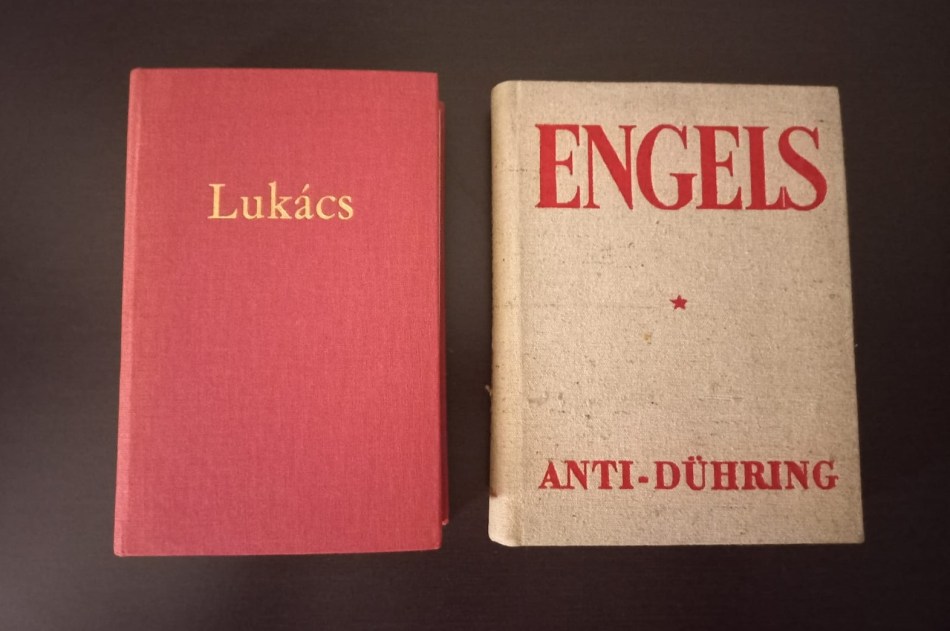 Lukács
ENGELS
ANTI-DÜHRING